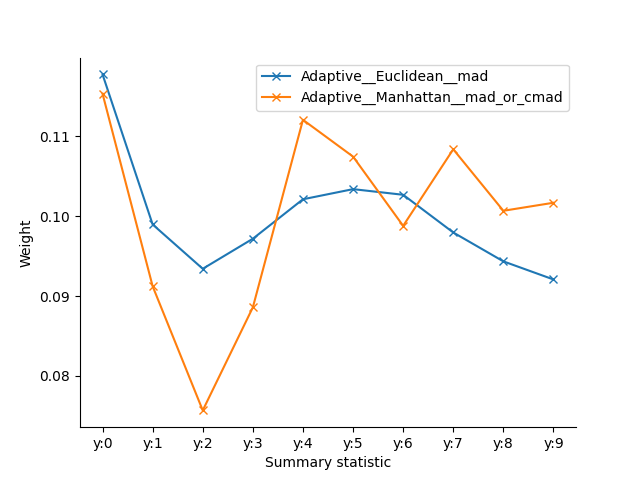 Adaptive__Euclidean__mad
Adaptive__Manhattan__mad_or_cmad
0.11
0.10
0.09
0.08
Weight
y:0 y:1 y:2 y:3 y:4 y:5 y:6 y:7 y:8 y:9
Summary statistic